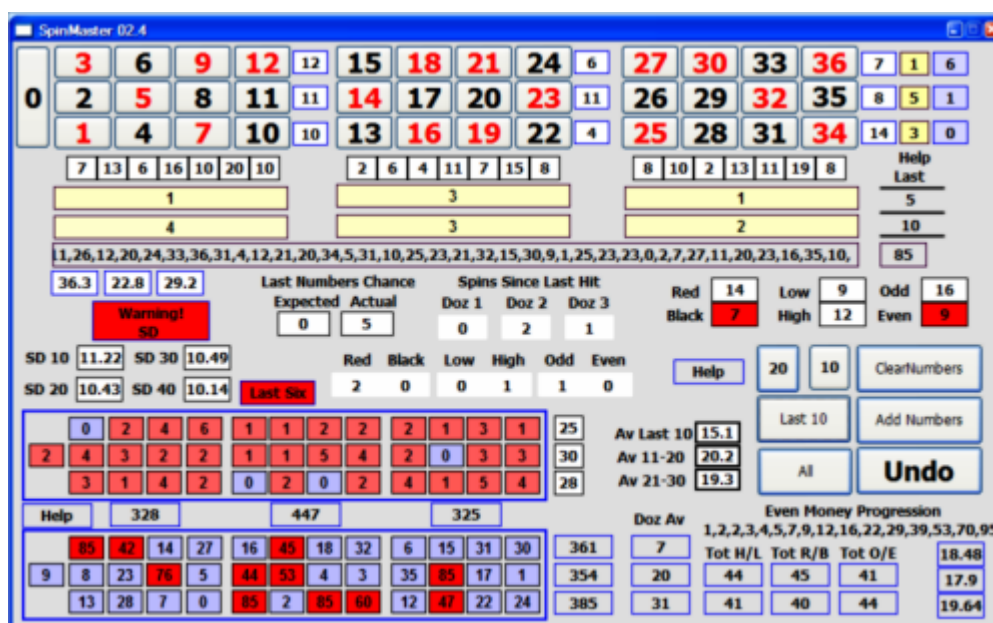 SpinMaster 02.4
3 6 9 12 12 15 18 21 24 6 27 30 33 36 7 1 6
0 2 5 8 11 11 14 17 20 23 11 26 29 32 35 8 5 1
1 4 7 10 10 13 16 19 22 4 25 28 31 34 14 3 0
7 13 6 16 10 20 10 2 6 4 11 7 15 8 8 10 2 13 11 19 8 Help
Last
1 3 1 5
4 3 2 10
11,26,12,20,24,33,36,31,4,12,21,20,34,5,31,10,25,23,21,32,15,30,9,1,25,23,23,0,2,7,27,11,20,23,16,35,10, 85
36.3 22.8 29.2 Last Numbers Chance Spins Since Last Hit
Expected Actual Doz 1 Doz 2 Doz 3 Red 14 Low 9 Odd 16
Warning! SD 0 5 0 2 1 Black 7 High 12 Even 9
SD 10 11.22 SD 30 10.49 Red Black Low High Odd Even
SD 20 10.43 SD 40 10.14 Last Six 2 0 0 1 1 0 Help 20 10 ClearNumbers
0 2 4 6 1 1 2 2 2 1 3 1 25 Av Last 10 15.1 Last 10 Add Numbers
2 4 3 2 2 1 1 5 4 2 0 3 3 30 Av 11-20 20.2
3 1 4 2 0 2 0 2 4 1 5 4 28 Av 21-30 19.3 All Undo
Help 328 447 325 Doz Av Even Money Progression
1,2,2,3,4,5,7,9,12,16,22,29,39,53,70,95
85 42 14 27 16 45 18 32 6 15 31 30 361 7 Tot H/L Tot R/B Tot O/E 18.48
9 8 23 76 5 44 53 4 3 35 85 17 1 354 20 44 45 41 17.9
13 28 7 0 85 2 85 60 12 47 22 24 385 31 41 40 44 19.64